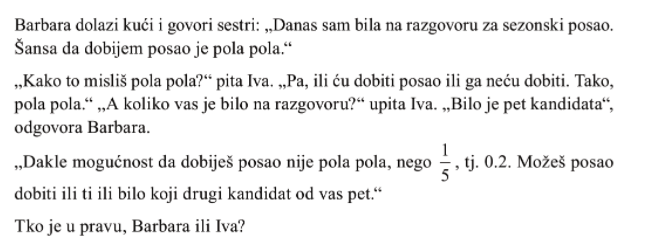 Barbara dolazi kući i govori sestri: „Danas sam bila na razgovoru za sezonski posao.
Šansa da dobijem posao je pola pola.“
„Kako to misliš pola pola?“ pita Iva. „Pa, ili ću dobiti posao ili ga neću dobiti. Tako,
pola pola.“ „A koliko vas je bilo na razgovoru?“ upita Iva. „Bilo je pet kandidata“,
odgovora Barbara.
„Dakle mogućnost da dobiješ posao nije pola pola, nego 1/5, tj. 0.2. Možeš posao
dobiti ili ti ili bilo koji drugi kandidat od vas pet.“
Tko je u pravu, Barbara ili Iva?